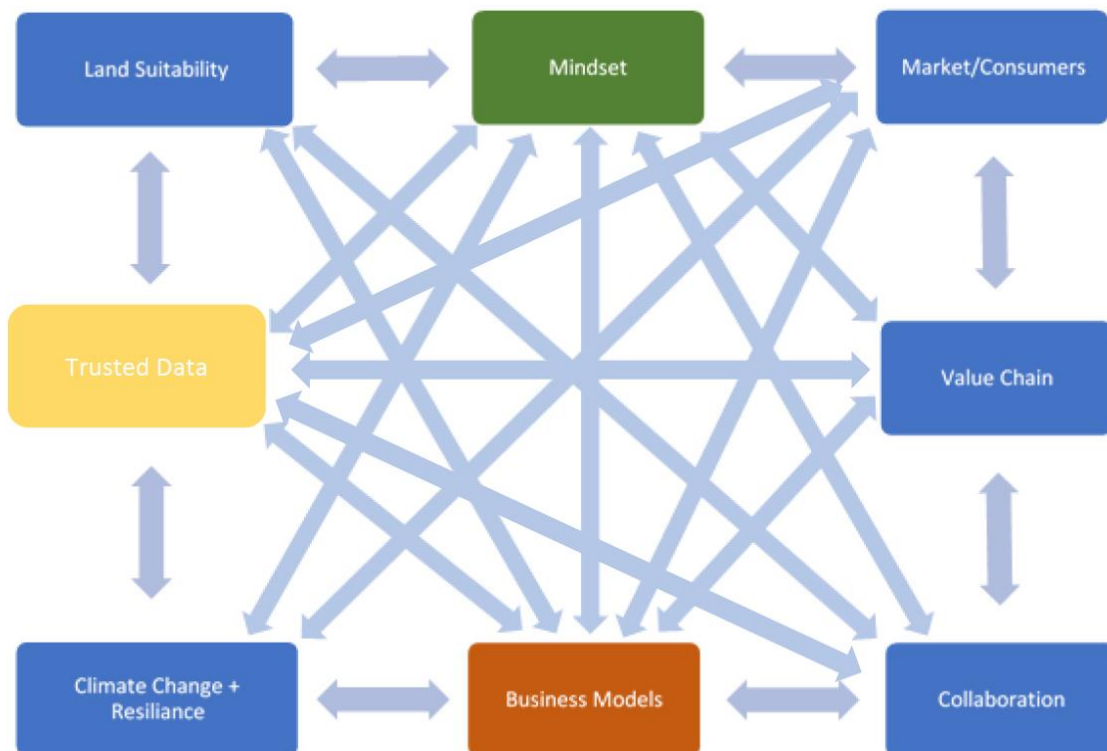 Land Suitability
Mindset
Market/Consumers
Trusted Data
Value Chain
Climate Change +
Resiliance
Business Models
Collaboration